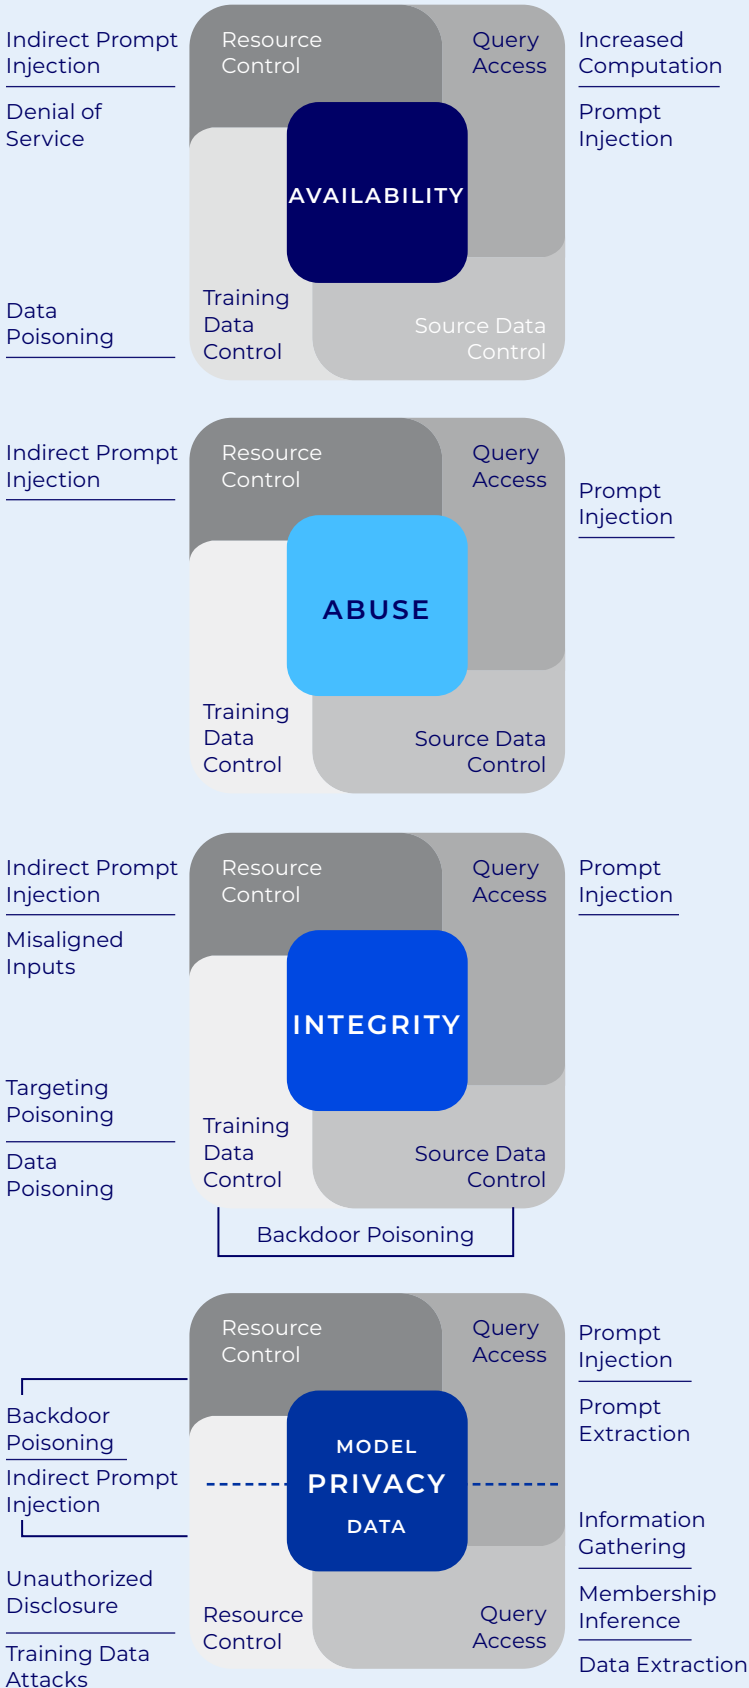 Indirect Prompt
Injection
Denial of
Service
Data
Poisoning
Resource
Control
Query
Access
AVAILABILITY
Training
Data
Control
Source Data
Control
Increased
Computation
Prompt
Injection
Indirect Prompt
Injection
Resource
Control
Query
Access
ABUSE
Training
Data
Control
Source Data
Control
Prompt
Injection
Indirect Prompt
Injection
Misaligned
Inputs
Targeting
Poisoning
Data
Poisoning
Resource
Control
Query
Access
INTEGRITY
Training
Data
Control
Source Data
Control
Backdoor Poisoning
Prompt
Injection
Backdoor
Poisoning
Indirect Prompt
Injection
Unauthorized
Disclosure
Training Data
Attacks
Resource
Control
Query
Access
MODEL
PRIVACY
DATA
Resource
Control
Query
Access
Prompt
Injection
Prompt
Extraction
Information
Gathering
Membership
Inference
Data Extraction